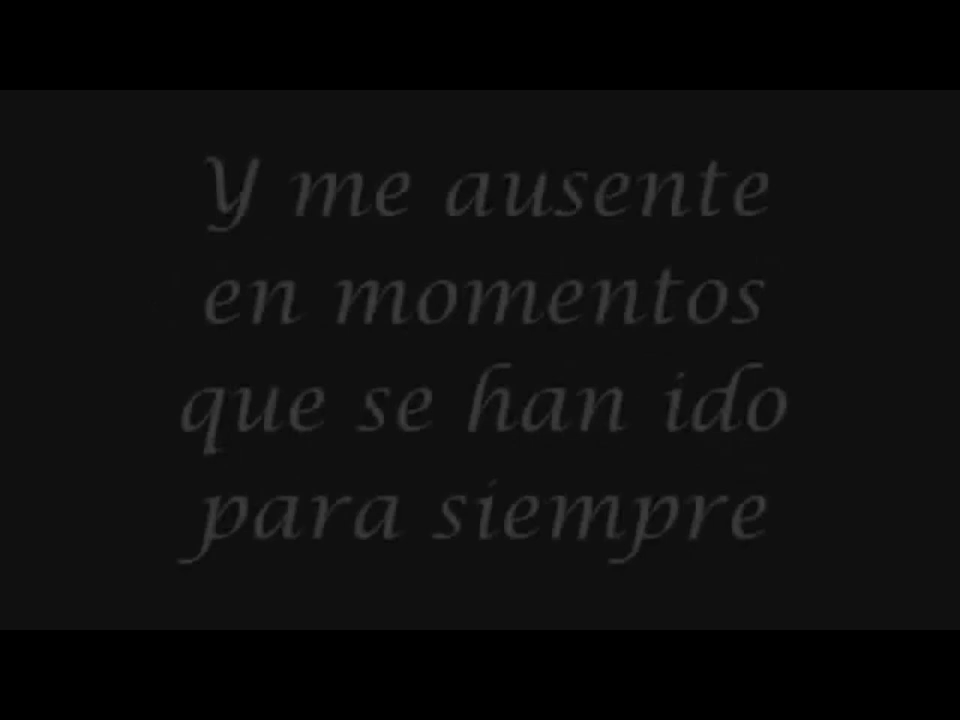 Y me ausente
en momentos
que se han ido
para siempre